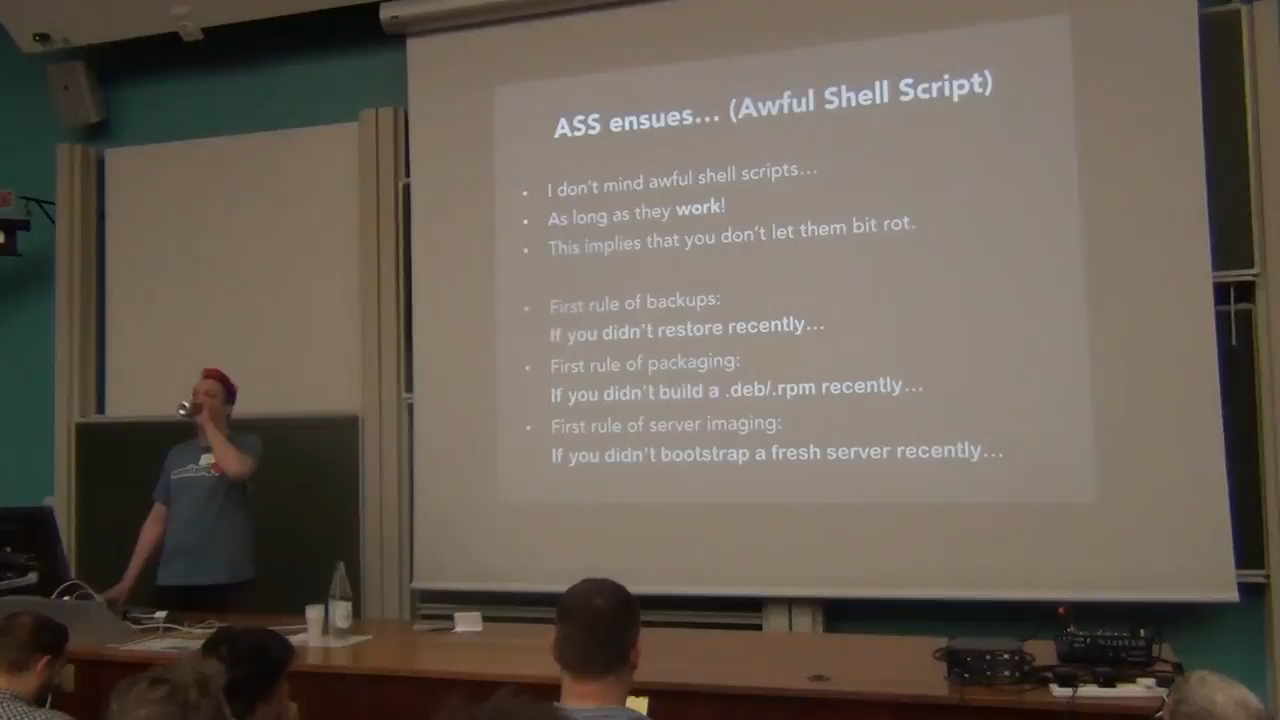 ASS ensues... (Awful Shell Script)
• I don't mind awful shell scripts...
• As long as they work!
• This implies that you don't let them bit rot.
• First rule of backups:
If you didn't restore recently...
• First rule of packaging:
If you didn't build a .deb/.rpm recently...
• First rule of server imaging:
If you didn't bootstrap a fresh server recently...